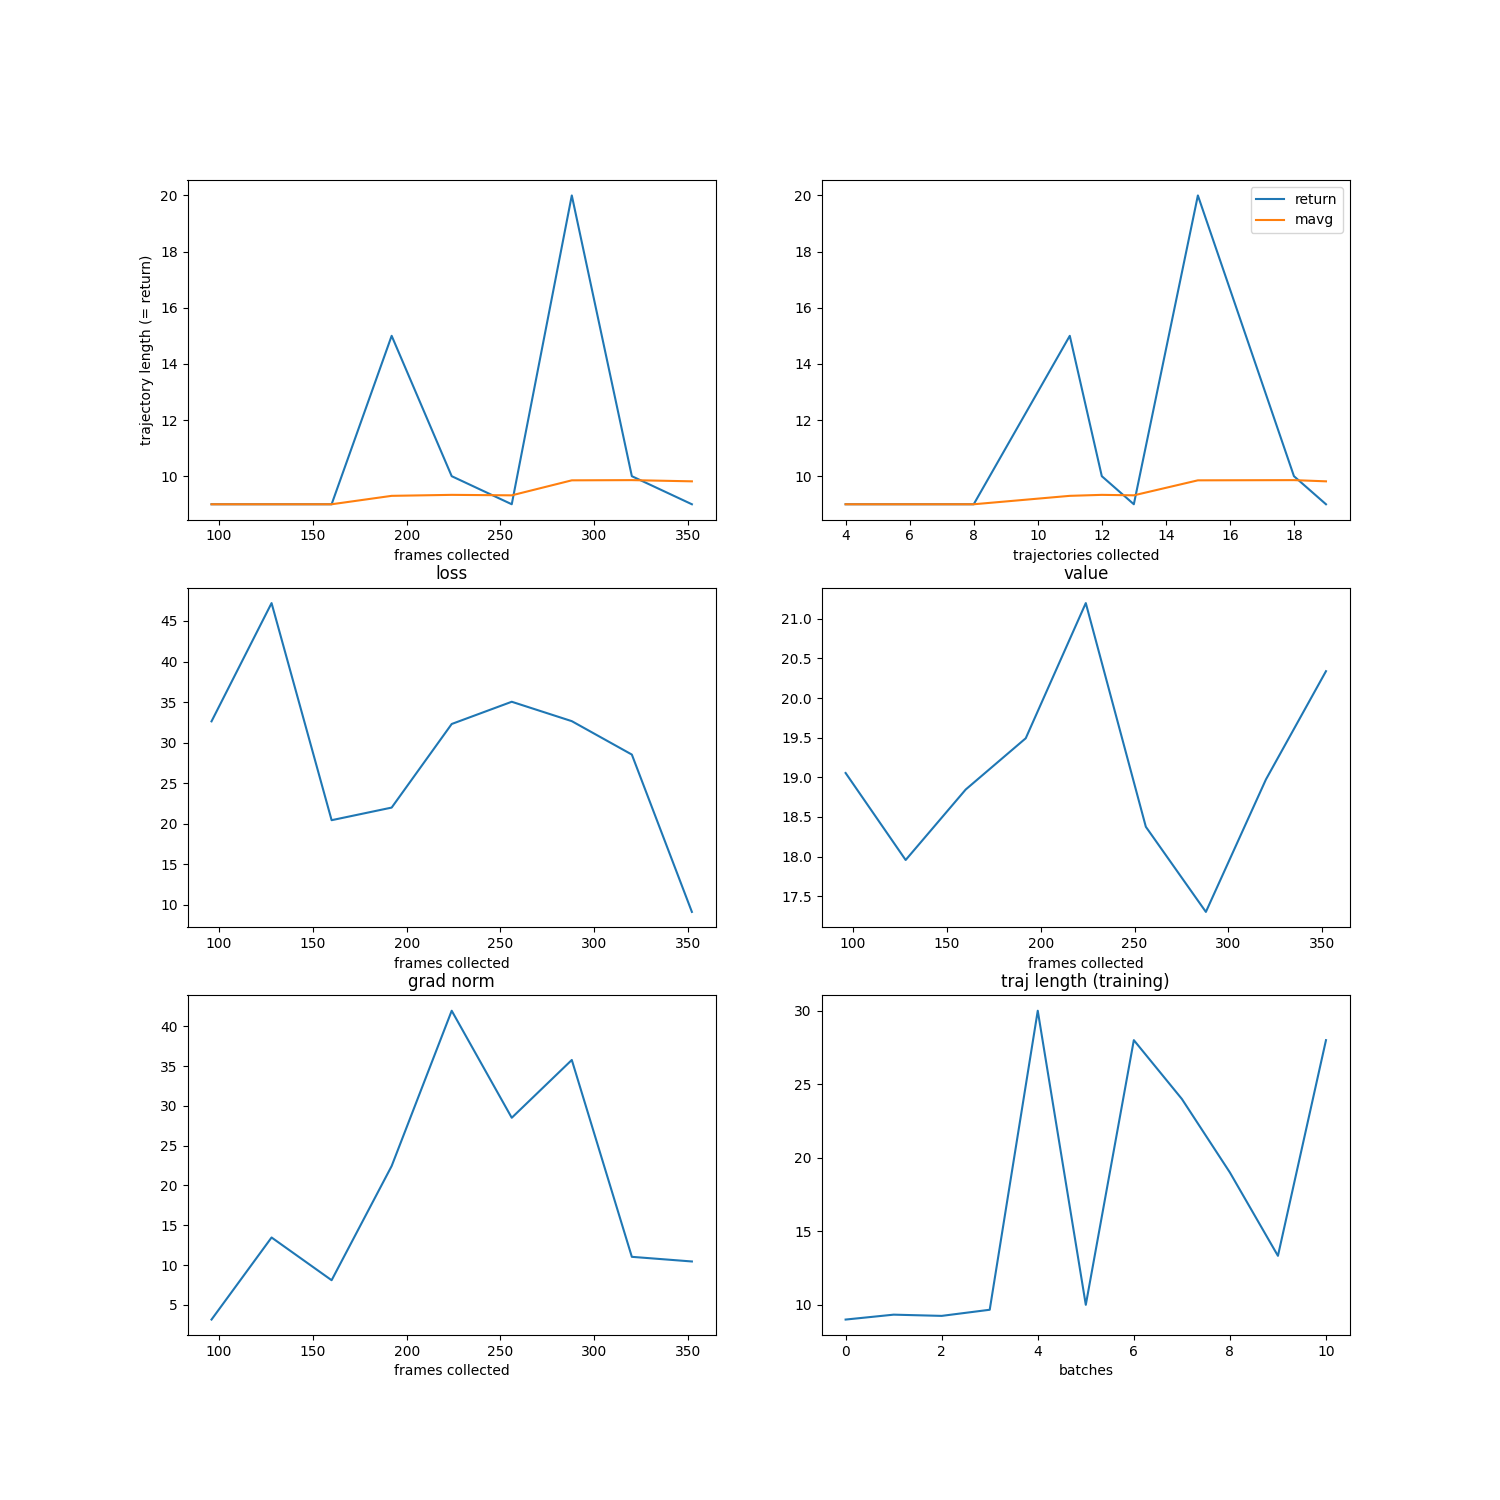 20
18
16
14
12
10
trajectory length (= return)
100 150 200 250 300 350
frames collected
return
mavg
20
18
16
14
12
10
4 6 8 10 12 14 16 18
trajectories collected
loss
45
40
35
30
25
20
15
10
100 150 200 250 300 350
frames collected
value
21.0
20.5
20.0
19.5
19.0
18.5
18.0
17.5
100 150 200 250 300 350
frames collected
grad norm
40
35
30
25
20
15
10
5
100 150 200 250 300 350
frames collected
traj length (training)
30
25
20
15
10
0 2 4 6 8 10
batches